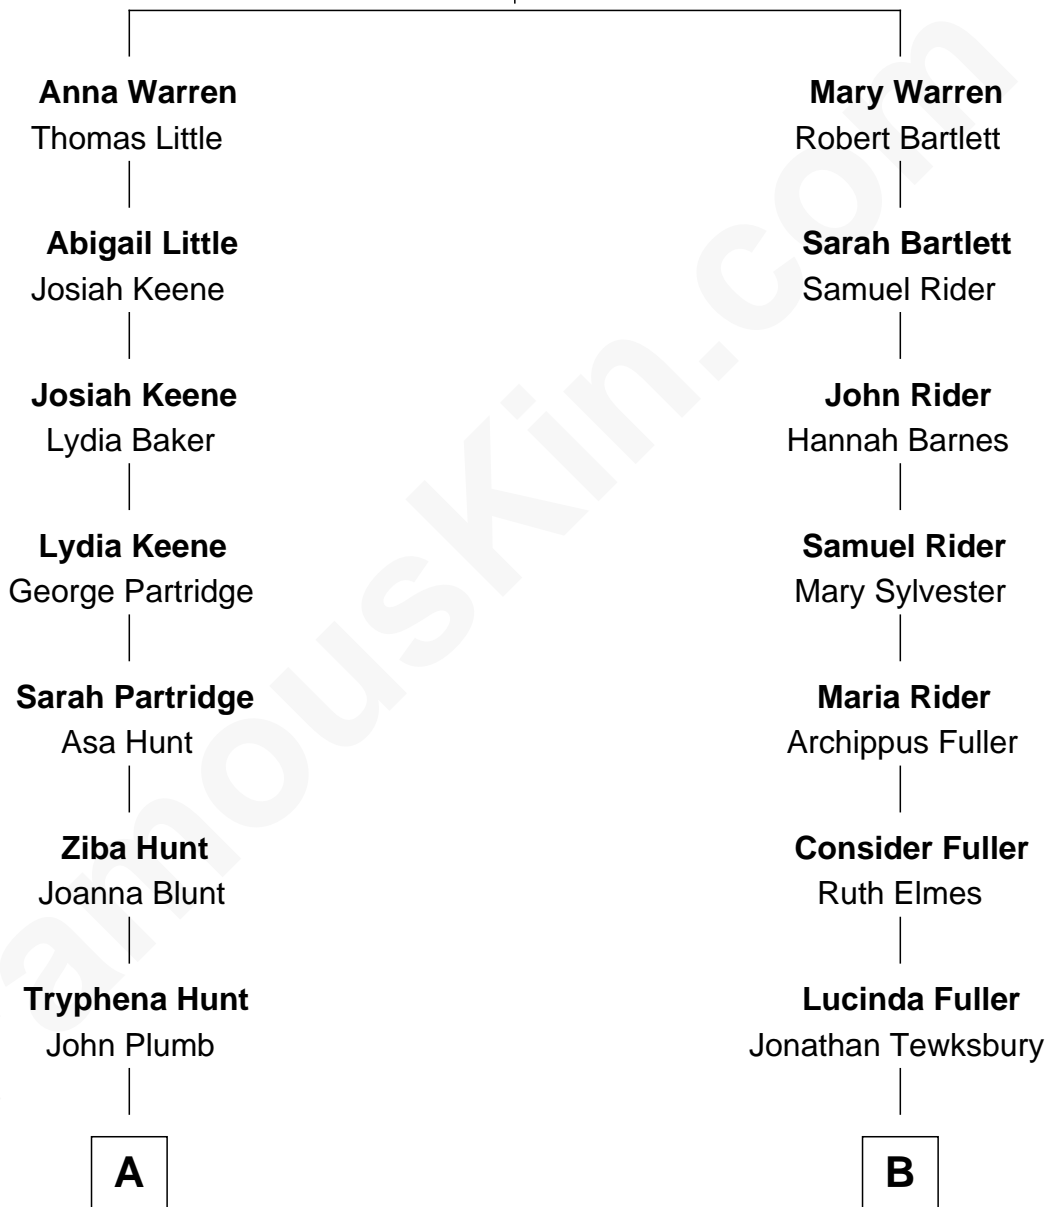 Anna Warren
Thomas Little
Abigail Little
Josiah Keene
Josiah Keene
Lydia Baker
Lydia Keene
George Partridge
Sarah Partridge
Asa Hunt
Ziba Hunt
Joanna Blunt
Tryphena Hunt
John Plumb
A
Mary Warren
Robert Bartlett
Sarah Bartlett
Samuel Rider
John Rider
Hannah Barnes
Samuel Rider
Mary Sylvester
Maria Rider
Archippus Fuller
Consider Fuller
Ruth Elmes
Lucinda Fuller
Jonathan Tewksbury
B
amouskin.com